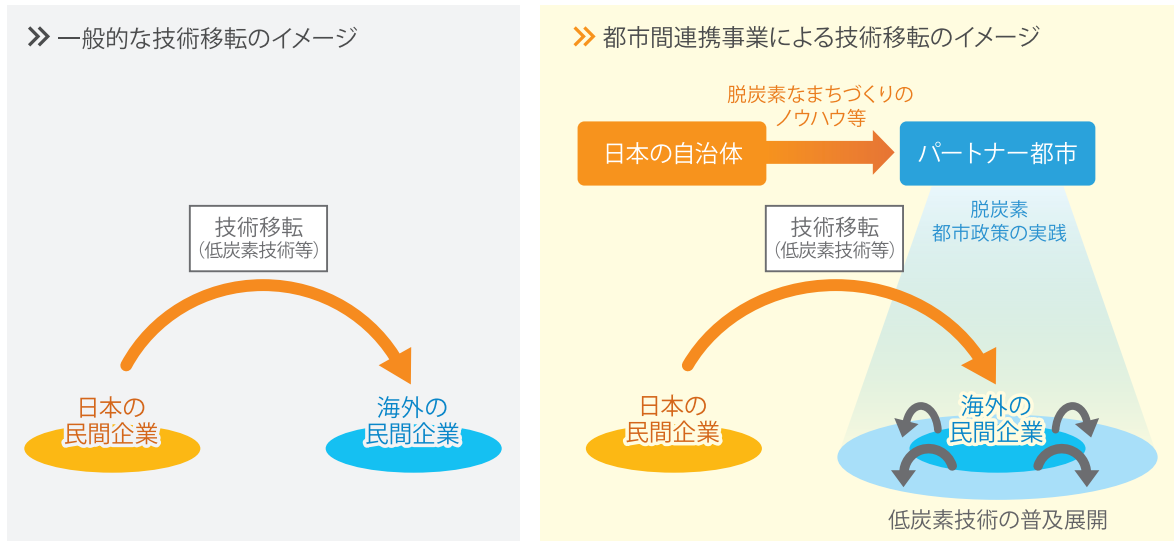 一般的な技術移転のイメージ
技術移転
(低炭素技術等)
日本の
民間企業
海外の
民間企業
都市間連携事業による技術移転のイメージ
脱炭素なまちづくりの
ノウハウ等
日本の自治体
パートナー都市
脱炭素
都市政策の実践
技術移転
(低炭素技術等)
日本の
民間企業
海外の
民間企業
低炭素技術の普及展開